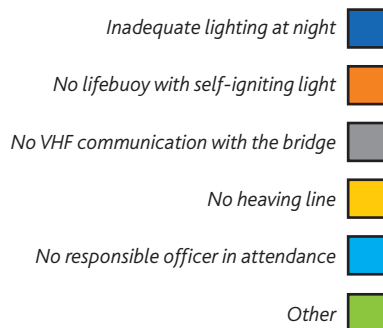 Inadequate lighting at night
No lifebuoy with self-igniting light
No VHF communication with the bridge
No heaving line
No responsible officer in attendance
Other